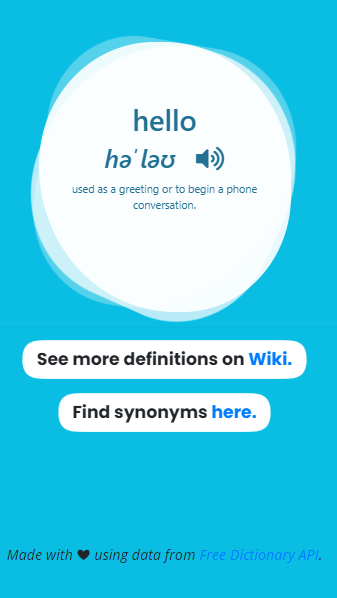 hello
həˈləʊ
used as a greeting or to begin a phone
conversation.
See more definitions on Wiki.
Find synonyms here.
Made with ♥ using data from Free Dictionary API.